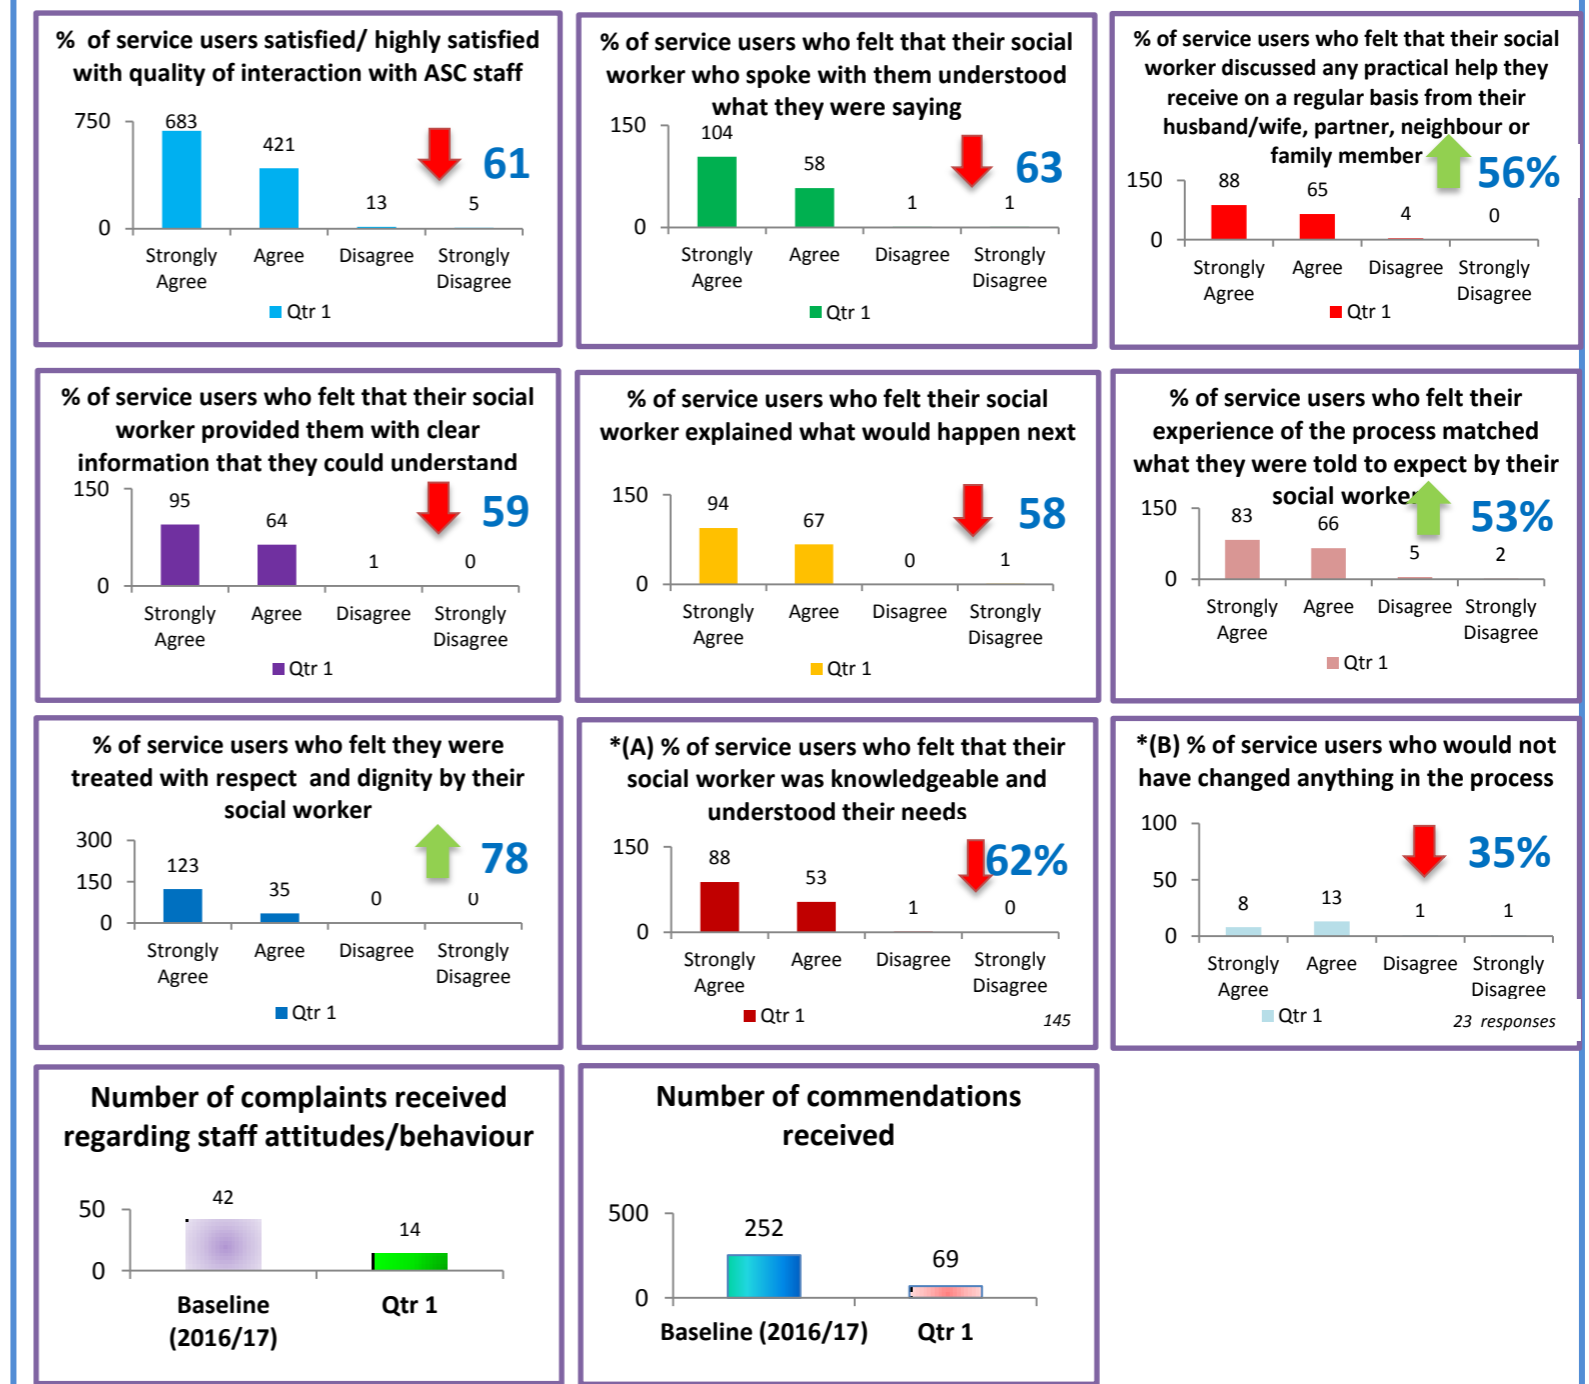 % of service users satisfied/ highly satisfied
with quality of interaction with ASC staff
750
683
421
13
5
61
0
Strongly Agree
Agree
Disagree
Strongly Disagree
Qtr 1
% of service users who felt that their social
worker who spoke with them understood
what they were saying
150
104
58
1
1
63
0
Strongly Agree
Agree
Disagree
Strongly Disagree
Qtr 1
% of service users who felt that their social
worker discussed any practical help they
receive on a regular basis from their
husband/wife, partner, neighbour or
family member
56%
150
88
65
4
0
0
Strongly Agree
Agree
Disagree
Strongly Disagree
Qtr 1
% of service users who felt that their social
worker provided them with clear
information that they could understand
150
95
64
1
0
59
0
Strongly Agree
Agree
Disagree
Strongly Disagree
Qtr 1
% of service users who felt their social
worker explained what would happen next
150
94
67
0
1
58
0
Strongly Agree
Agree
Disagree
Strongly Disagree
Qtr 1
% of service users who felt their
experience of the process matched
what they were told to expect by their
social worker
53%
150
83
66
5
2
0
Strongly Agree
Agree
Disagree
Strongly Disagree
Qtr 1
% of service users who felt they were
treated with respect and dignity by their
social worker
300
150
0
123
35
0
0
78
Strongly Agree
Agree
Disagree
Strongly Disagree
Qtr 1
*(A) % of service users who felt that their
social worker was knowledgeable and
understood their needs
150
88
53
1
0
62%
0
Strongly Agree
Agree
Disagree
Strongly Disagree
Qtr 1
145
*(B) % of service users who would not
have changed anything in the process
100
50
0
8
13
1
1
35%
Strongly Agree
Agree
Disagree
Strongly Disagree
Qtr 1
23 responses
Number of complaints received
regarding staff attitudes/behaviour
50
42
14
0
Baseline
(2016/17)
Qtr 1
Number of commendations
received
500
252
69
0
Baseline (2016/17)
Qtr 1